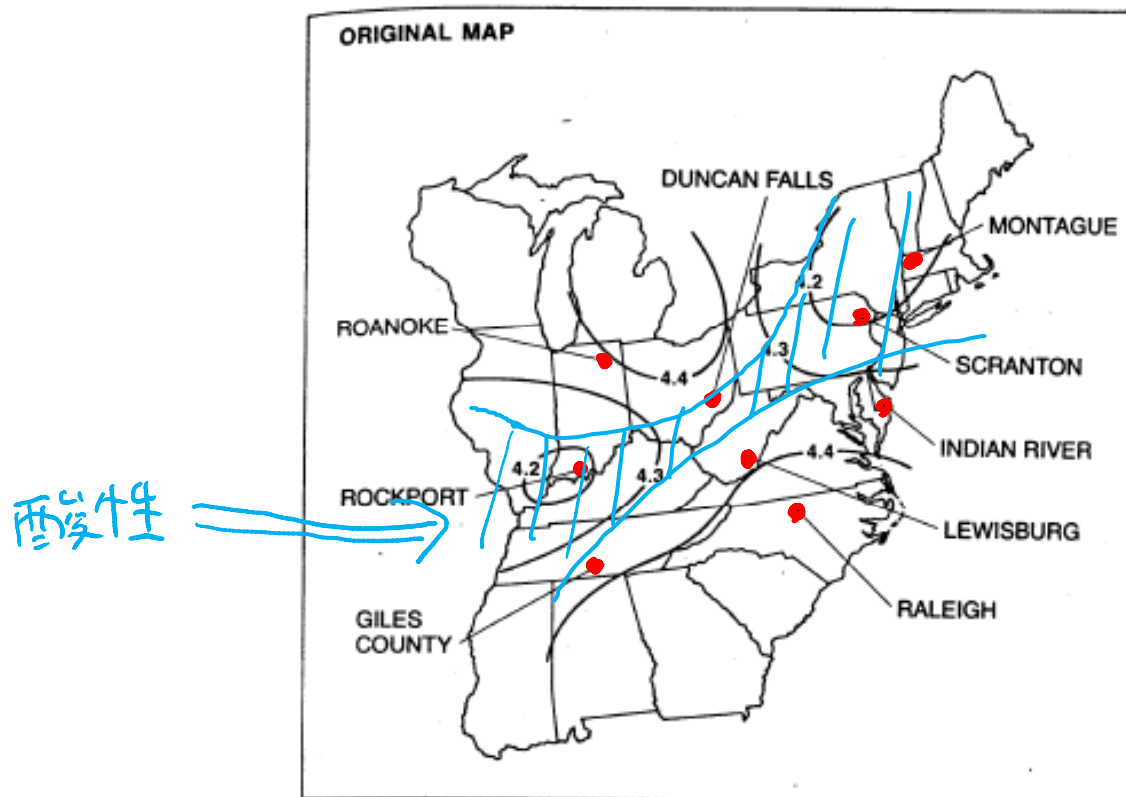 ORIGINAL MAP
DUNCAN FALLS
MONTAGUE
4.2
ROANOKE
4.3
SCRANTON
4.4
INDIAN RIVER
4.4
4.2
4.3
ROCKPORT
酸性
LEWISBURG
RALEIGH
GILES
COUNTY